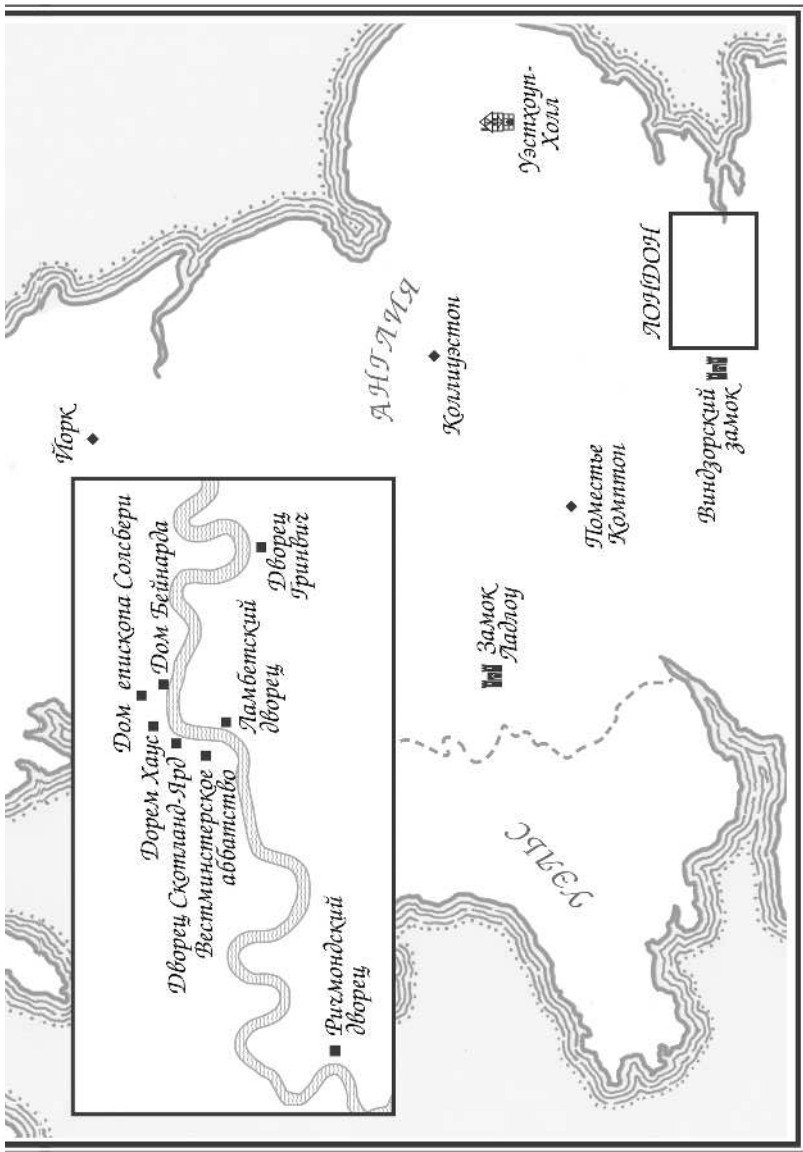 Йорк
АНГЛИЯ
Коллиуэстон
Уэстхоуп-
Холл
Поместье
Комптон
Замок
Ладлоу
УЭЛЬС
ЛОНДОН
Виндзорский
замок
Дом епископа Солсбери
Дом Бейнарда
Дорем Хаус
Дворец Скотланд-Ярд
Вестминстерское
аббатство
Ламбетский
дворец
Дворец
Гринвич
Ричмондский
дворец